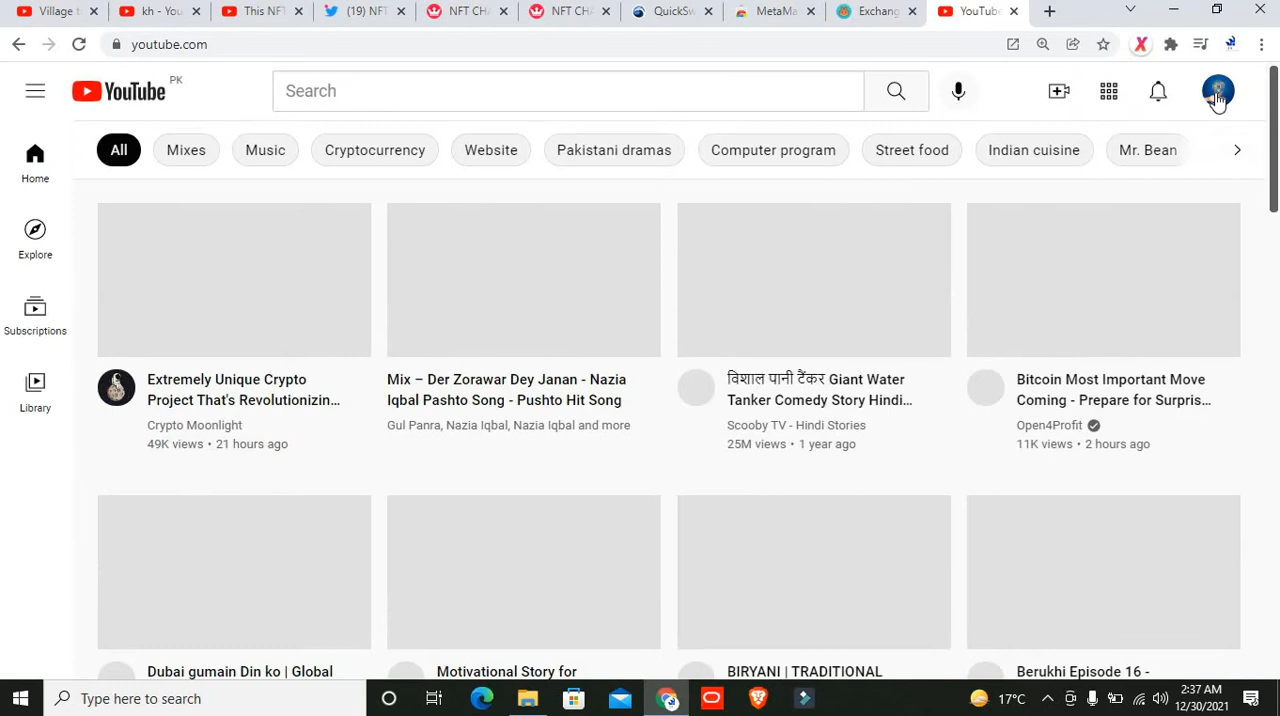 Village t
kh - You
This NFT
(19) NFT
NFT CHA
NFT CHA
QuickSw
MetaMa
Exchang
YouTube
youtube.com
YouTube PK
Search
All
Mixes
Music
Cryptocurrency
Website
Pakistani dramas
Computer program
Street food
Indian cuisine
Mr. Bean
Home
Explore
Subscriptions
Library
Extremely Unique Crypto
Project That's Revolutionizin...
Crypto Moonlight
49K views • 21 hours ago
Mix – Der Zorawar Dey Janan - Nazia
Iqbal Pashto Song - Pushto Hit Song
Gul Panra, Nazia Iqbal, Nazia Iqbal and more
विशाल पानी टैंकर Giant Water
Tanker Comedy Story Hindi...
Scooby TV - Hindi Stories
25M views • 1 year ago
Bitcoin Most Important Move
Coming - Prepare for Surpris...
Open4Profit
11K views • 2 hours ago
Dubai gumain Din ko | Global
Motivational Story for
BIRYANI | TRADITIONAL
Berukhi Episode 16 -
Type here to search
17°C
2:37 AM
12/30/2021